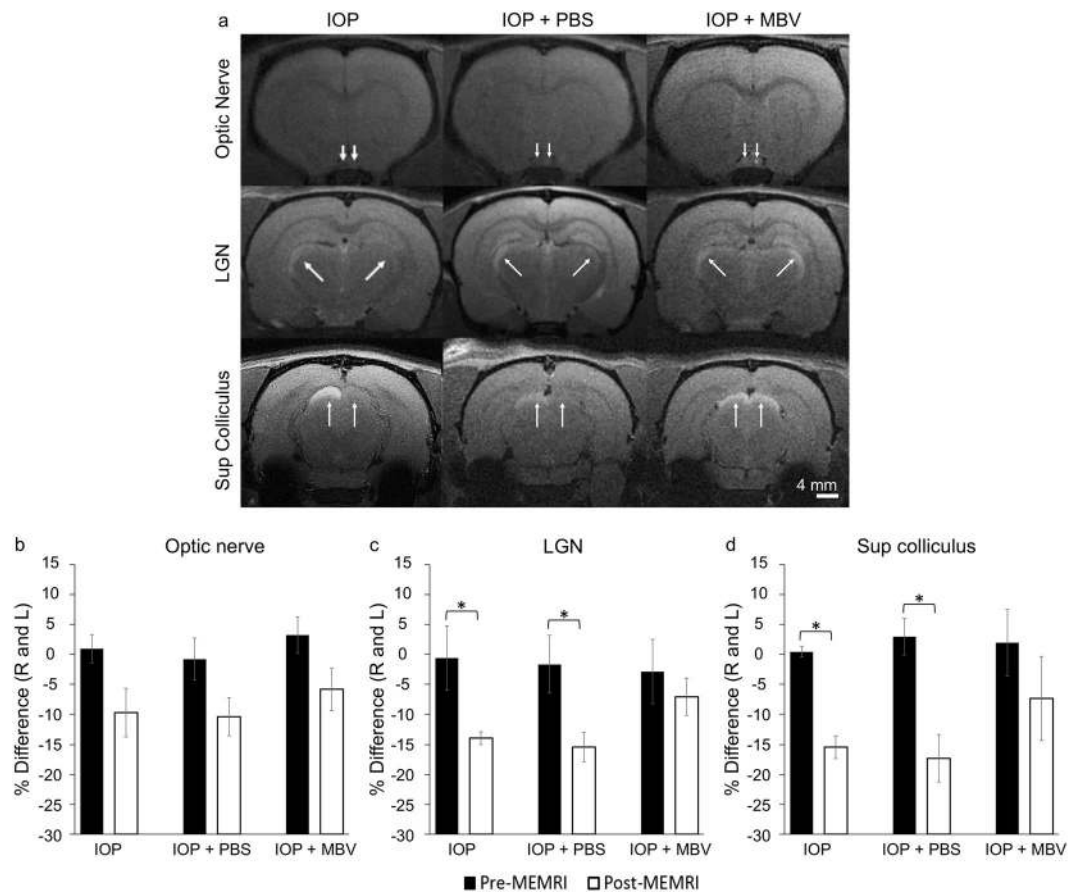 a
IOP IOP + PBS IOP + MBV
Optic Nerve
LGN
Sup Colliculus
4 mm
b Optic nerve
% Difference (R and L)
15
10
5
0
-5
-10
-15
-20
-25
-30
IOP IOP + PBS IOP + MBV
c LGN
% Difference (R and L)
15
10
5
0
-5
-10
-15
-20
-25
-30
* *
IOP IOP + PBS IOP + MBV
d Sup colliculus
% Difference (R and L)
15
10
5
0
-5
-10
-15
-20
-25
-30
* *
IOP IOP + PBS IOP + MBV
Pre-MEMRI Post-MEMRI